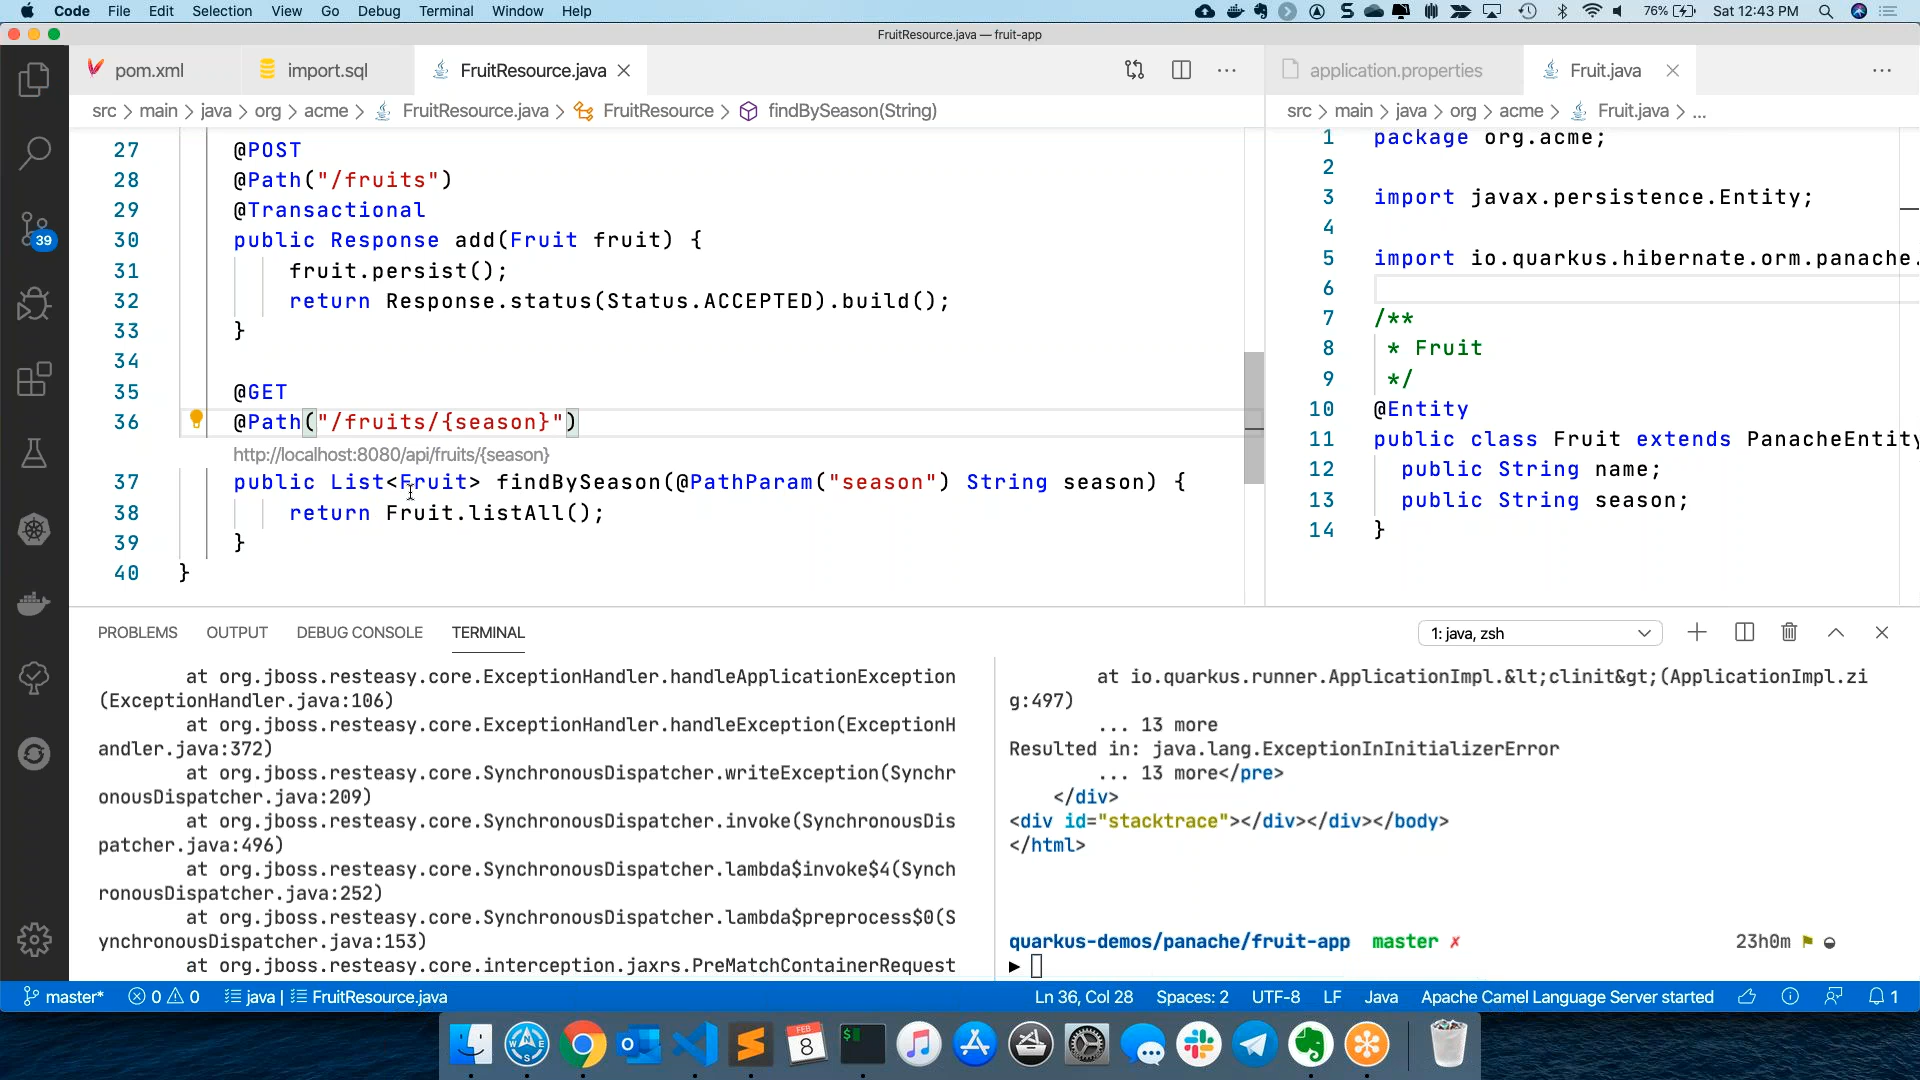 Code File Edit Selection View Go Debug Terminal Window Help 76% Sat 12:43 PM
FruitResource.java — fruit-app
pom.xml import.sql FruitResource.java
src > main > java > org > acme > FruitResource.java > FruitResource > findBySeason(String)
27 @POST
28 @Path("/fruits")
29 @Transactional
30 public Response add(Fruit fruit) {
31 fruit.persist();
32 return Response.status(Status.ACCEPTED).build();
33 }
34
35 @GET
36 @Path("/fruits/{season}")
http://localhost:8080/api/fruits/{season}
37 public List<Fruit> findBySeason(@PathParam("season") String season) {
38 return Fruit.listAll();
39 }
40 }
application.properties Fruit.java
src > main > java > org > acme > Fruit.java > ...
1 package org.acme;
2
3 import javax.persistence.Entity;
4
5 import io.quarkus.hibernate.orm.panache.
6
7 /**
8 * Fruit
9 */
10 @Entity
11 public class Fruit extends PanacheEntity
12 public String name;
13 public String season;
14 }
39
PROBLEMS OUTPUT DEBUG CONSOLE TERMINAL 1: java, zsh
at org.jboss.resteasy.core.ExceptionHandler.handleApplicationException
(ExceptionHandler.java:106)
at org.jboss.resteasy.core.ExceptionHandler.handleException(ExceptionH
andler.java:372)
at org.jboss.resteasy.core.SynchronousDispatcher.writeException(Synchr
onousDispatcher.java:209)
at org.jboss.resteasy.core.SynchronousDispatcher.invoke(SynchronousDis
patcher.java:496)
at org.jboss.resteasy.core.SynchronousDispatcher.lambda$invoke$4(Synch
ronousDispatcher.java:252)
at org.jboss.resteasy.core.SynchronousDispatcher.lambda$preprocess$0(S
ynchronousDispatcher.java:153)
at org.jboss.resteasy.core.interception.jaxrs.PreMatchContainerRequest
at io.quarkus.runner.ApplicationImpl.&lt;clinit&gt;(ApplicationImpl.zi
g:497)
... 13 more
Resulted in: java.lang.ExceptionInInitializerError
... 13 more</pre>
</div>
<div id="stacktrace"></div></div></body>
</html>
quarkus-demos/panache/fruit-app master ✗ 23h0m
master* 0 0 java | FruitResource.java Ln 36, Col 28 Spaces: 2 UTF-8 LF Java Apache Camel Language Server started 1
FEB
8